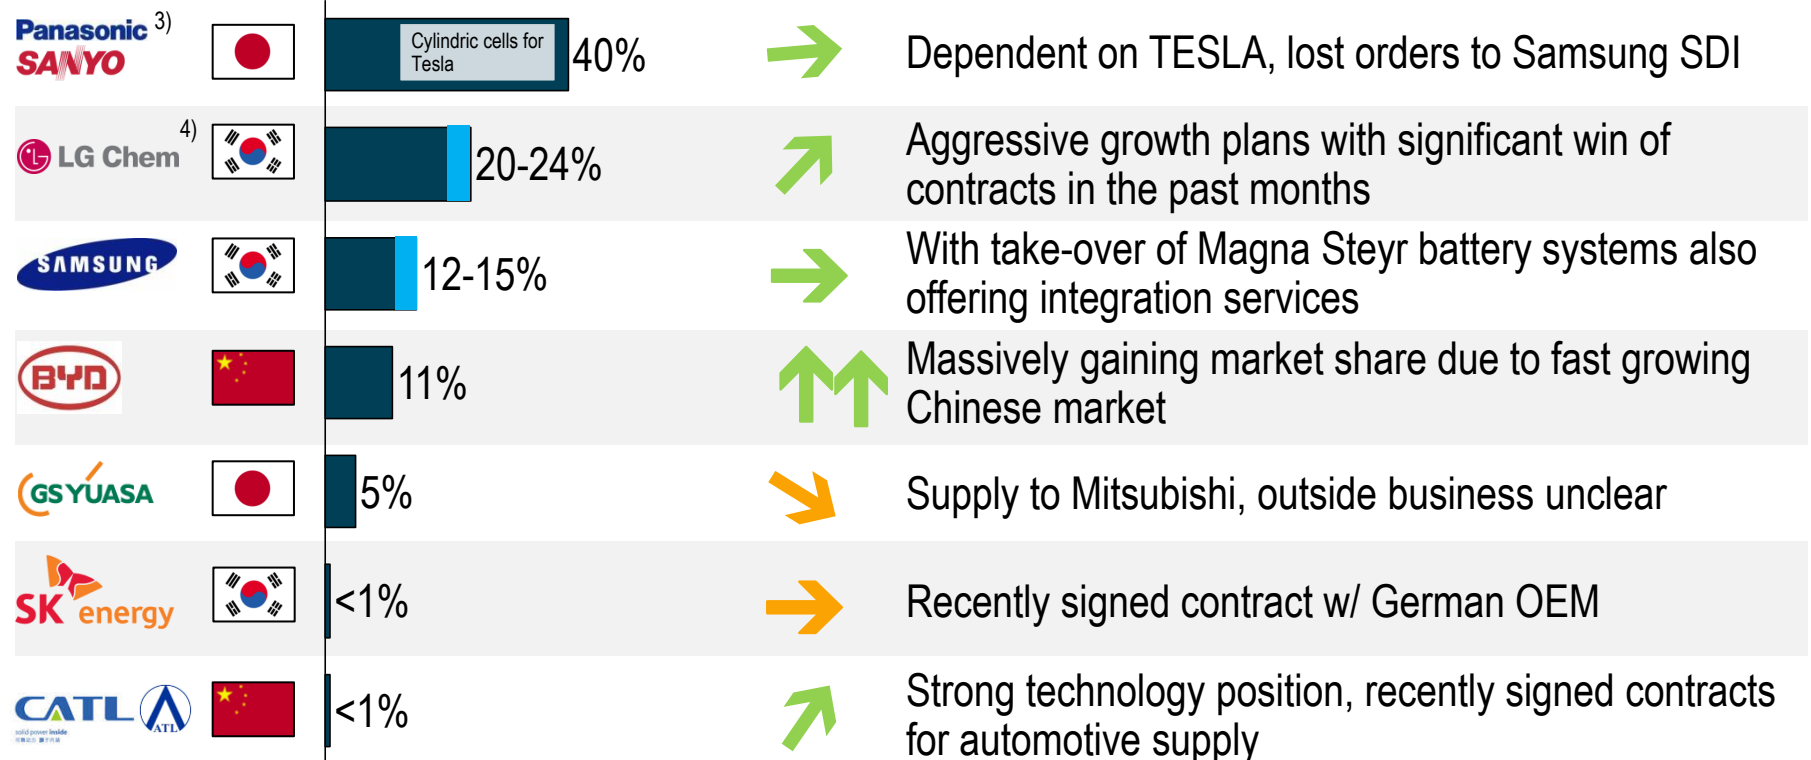 Panasonic 3)
SANYO
Cylindric cells for
Tesla
40%
Dependent on TESLA, lost orders to Samsung SDI
LG Chem 4)
20-24%
Aggressive growth plans with significant win of
contracts in the past months
SAMSUNG
12-15%
With take-over of Magna Steyr battery systems also
offering integration services
BYD
11%
Massively gaining market share due to fast growing
Chinese market
GS YUASA
5%
Supply to Mitsubishi, outside business unclear
SK energy
<1%
Recently signed contract w/ German OEM
CATL ATL
solid power inside
<1%
Strong technology position, recently signed contracts
for automotive supply